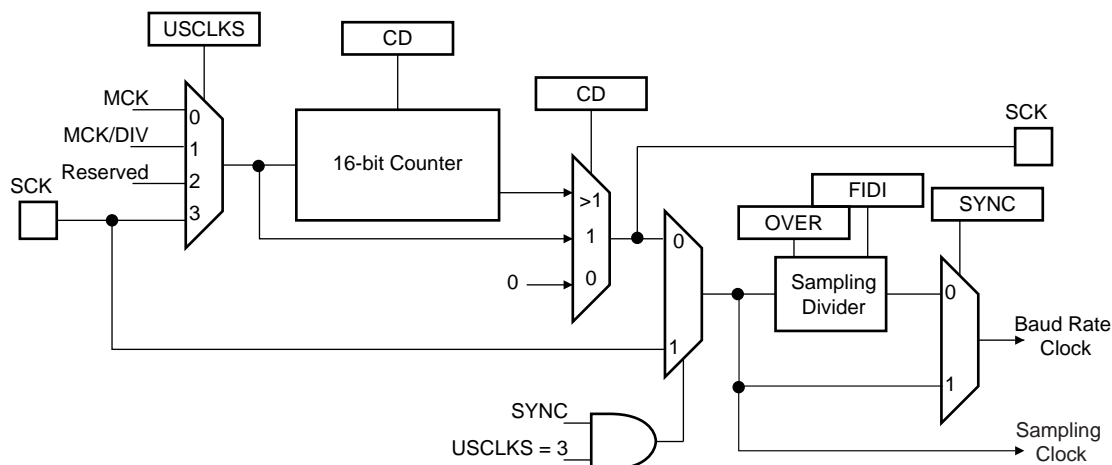 USCLKS
CD
CD
MCK
0
MCK/DIV
1
16-bit Counter
Reserved
2
SCK
3
SCK
>1
1
0
0
FIDI
OVER
SYNC
0
Sampling
Divider
0
1
1
Baud Rate
Clock
SYNC
USCLKS = 3
Sampling
Clock